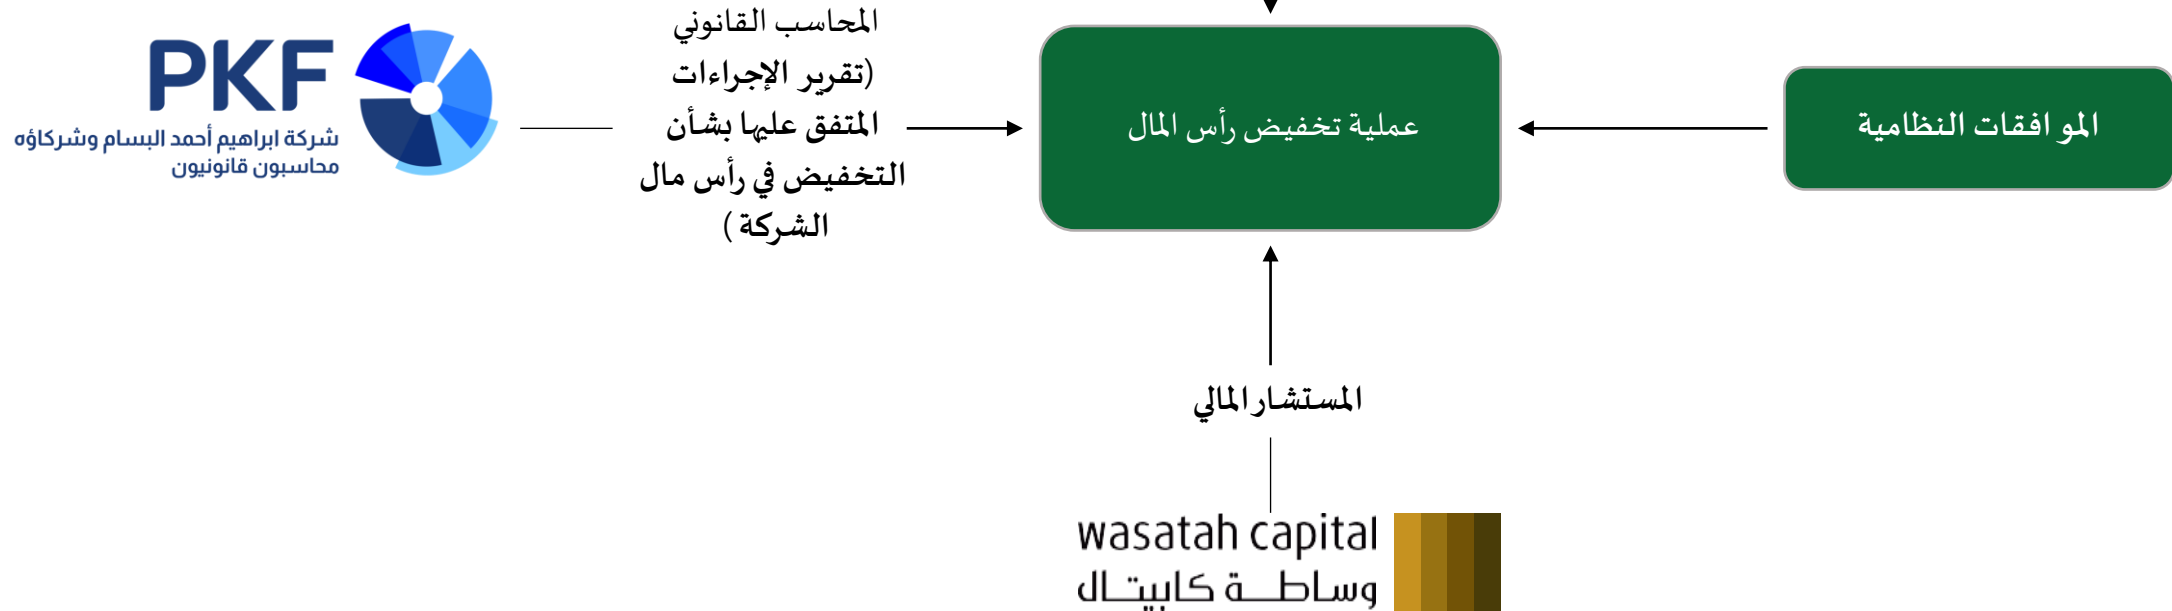 المحاسب القانوني
(تقرير الإجراءات
المتفق عليها بشأن
التخفيض في رأس مال
الشركة)
PKF
شركة ابراهيم أحمد البسام وشركاؤه
محاسبون قانونيون
عملية تخفيض رأس المال
المو افقات النظامية
المستشار المالي
wasatah capital
وساطة كابيتال